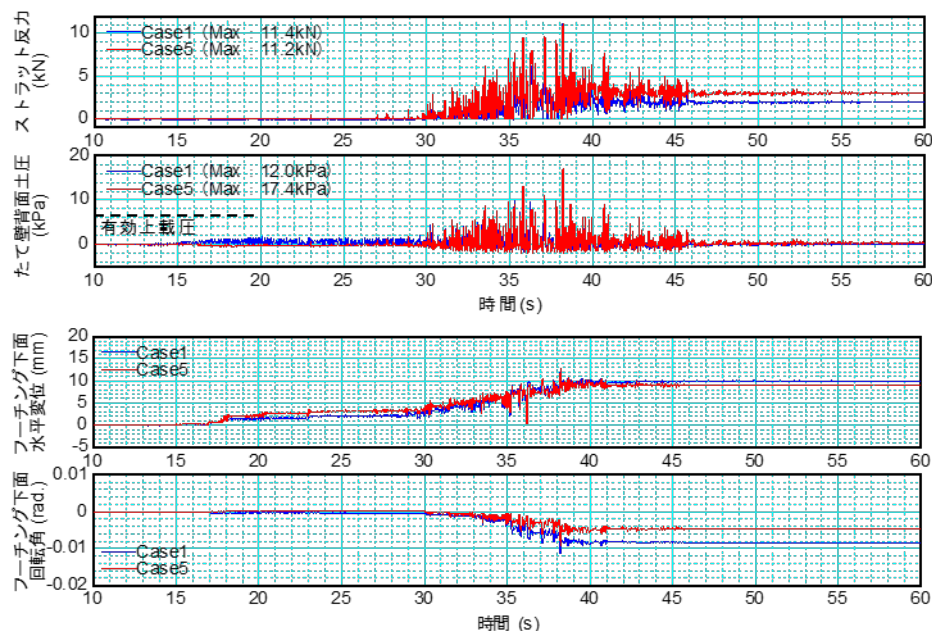 ストラット反力
(kN)
10
5
0
Case1 (Max : 11.4kN)
Case5 (Max : 11.2kN)
10 15 20 25 30 35 40 45 50 55 60
たて壁背面土圧
(kPa)
20
10
0
Case1 (Max : 12.0kPa)
Case5 (Max : 17.4kPa)
有効上載圧
10 15 20 25 30 35 40 45 50 55 60
時間(s)
フーチング下面
水平変位 (mm)
20
15
10
5
0
-5
Case1
Case5
10 15 20 25 30 35 40 45 50 55 60
フーチング下面
回転角 (rad.)
0.01
0
-0.01
-0.02
Case1
Case5
10 15 20 25 30 35 40 45 50 55 60
時間 (s)